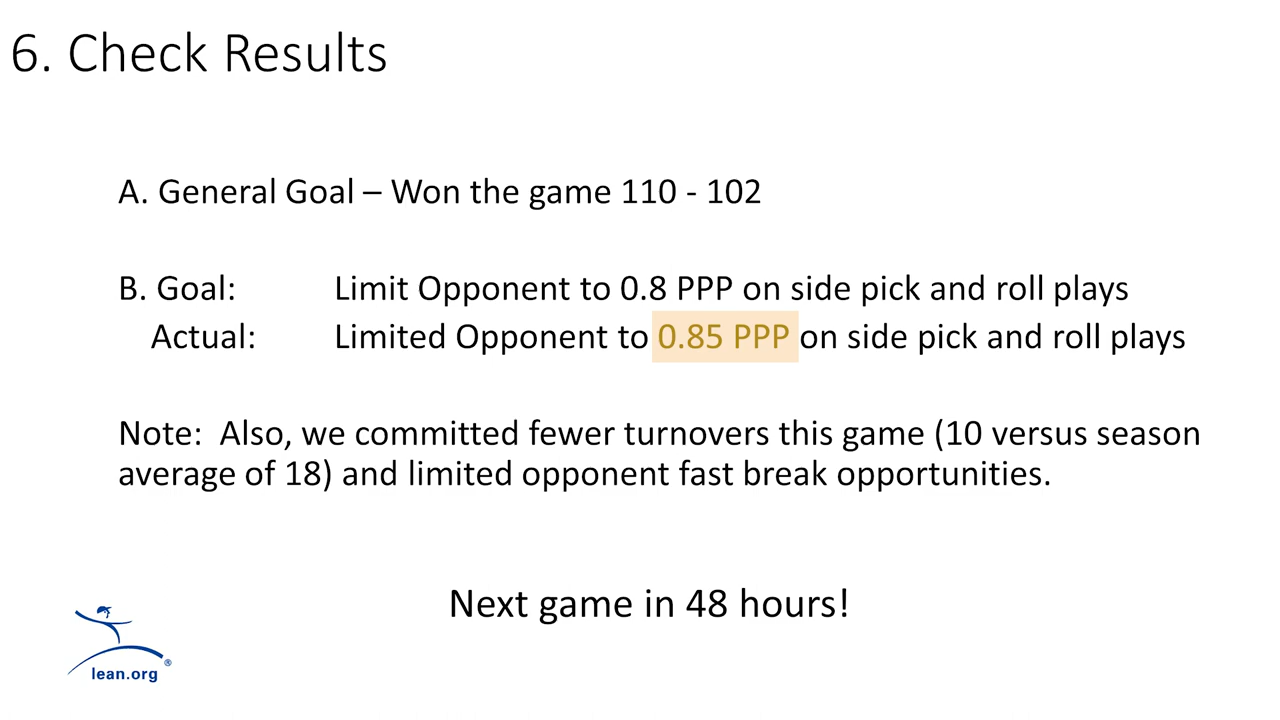 6. Check Results
A. General Goal – Won the game 110 - 102
B. Goal: Limit Opponent to 0.8 PPP on side pick and roll plays
Actual: Limited Opponent to 0.85 PPP on side pick and roll plays
Note: Also, we committed fewer turnovers this game (10 versus season
average of 18) and limited opponent fast break opportunities.
Next game in 48 hours!
lean.org®